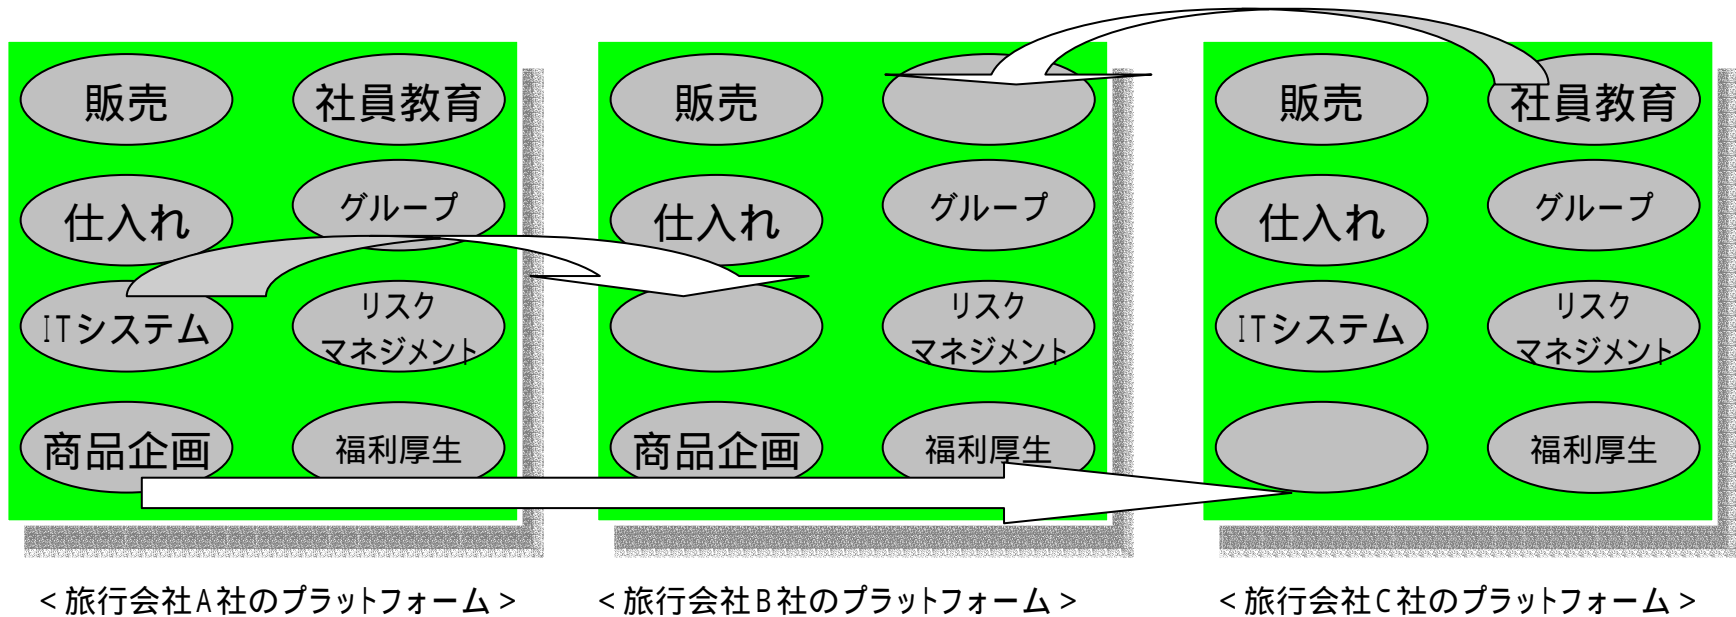 販売
社員教育
仕入れ
グループ
ITシステム
リスク
マネジメント
商品企画
福利厚生
<旅行会社A社のプラットフォーム>
販売
仕入れ
グループ
リスク
マネジメント
商品企画
福利厚生
<旅行会社B社のプラットフォーム>
販売
社員教育
仕入れ
グループ
ITシステム
リスク
マネジメント
福利厚生
<旅行会社C社のプラットフォーム>